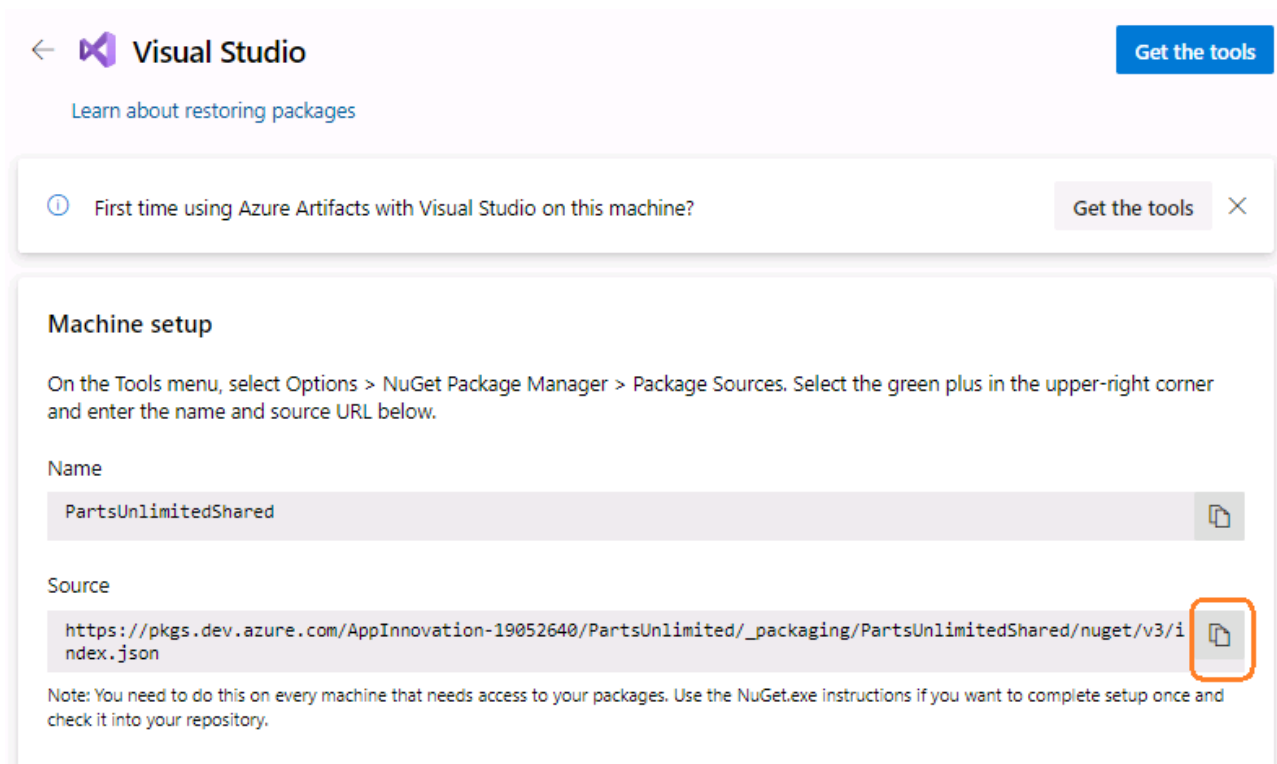 Visual Studio
Get the tools
Learn about restoring packages
First time using Azure Artifacts with Visual Studio on this machine?
Get the tools
Machine setup
On the Tools menu, select Options > NuGet Package Manager > Package Sources. Select the green plus in the upper-right corner
and enter the name and source URL below.
Name
PartsUnlimitedShared
Source
https://pkgs.dev.azure.com/AppInnovation-19052640/PartsUnlimited/_packaging/PartsUnlimitedShared/nuget/v3/i
ndex.json
Note: You need to do this on every machine that needs access to your packages. Use the NuGet.exe instructions if you want to complete setup once and
check it into your repository.